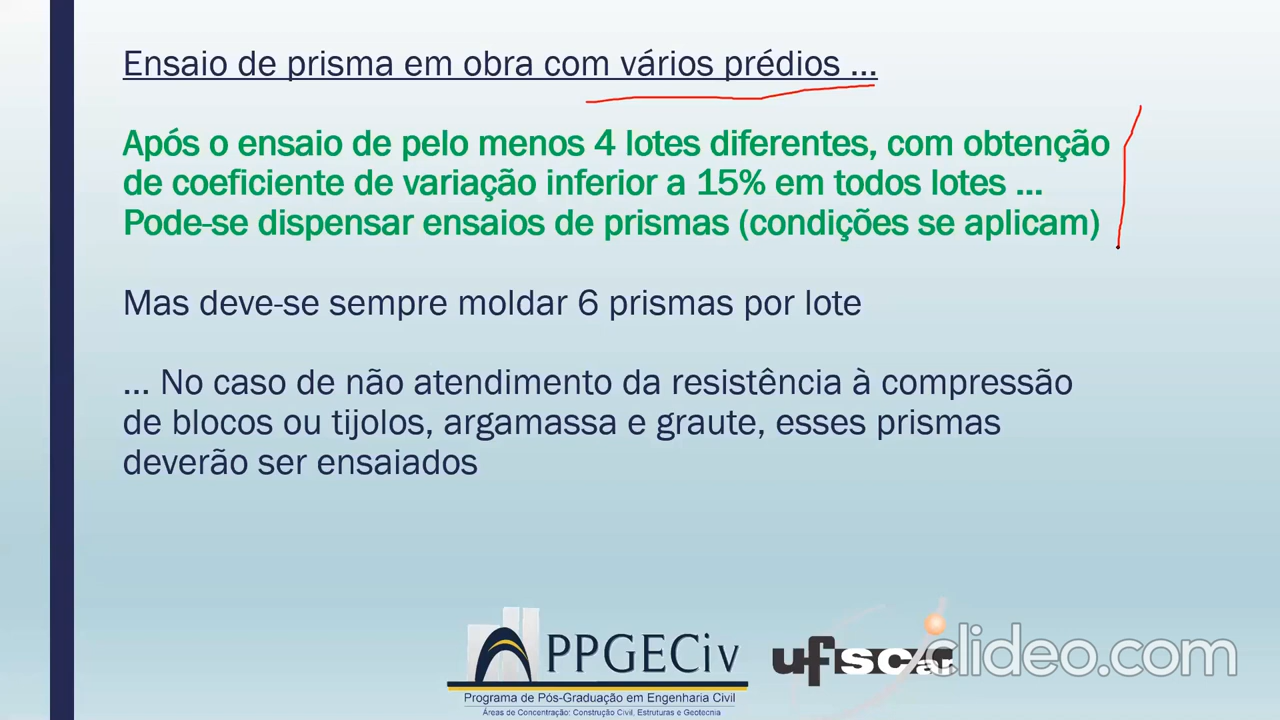 Ensaio de prisma em obra com vários prédios ...
Após o ensaio de pelo menos 4 lotes diferentes, com obtenção
de coeficiente de variação inferior a 15% em todos lotes ...
Pode-se dispensar ensaios de prismas (condições se aplicam)
Mas deve-se sempre moldar 6 prismas por lote
... No caso de não atendimento da resistência à compressão
de blocos ou tijolos, argamassa e graute, esses prismas
deverão ser ensaiados
PPGECiv
Programa de Pós-Graduação em Engenharia Civil
Áreas de Concentração: Construção Civil, Estruturas e Geotecnia
ufscar
clideo.com